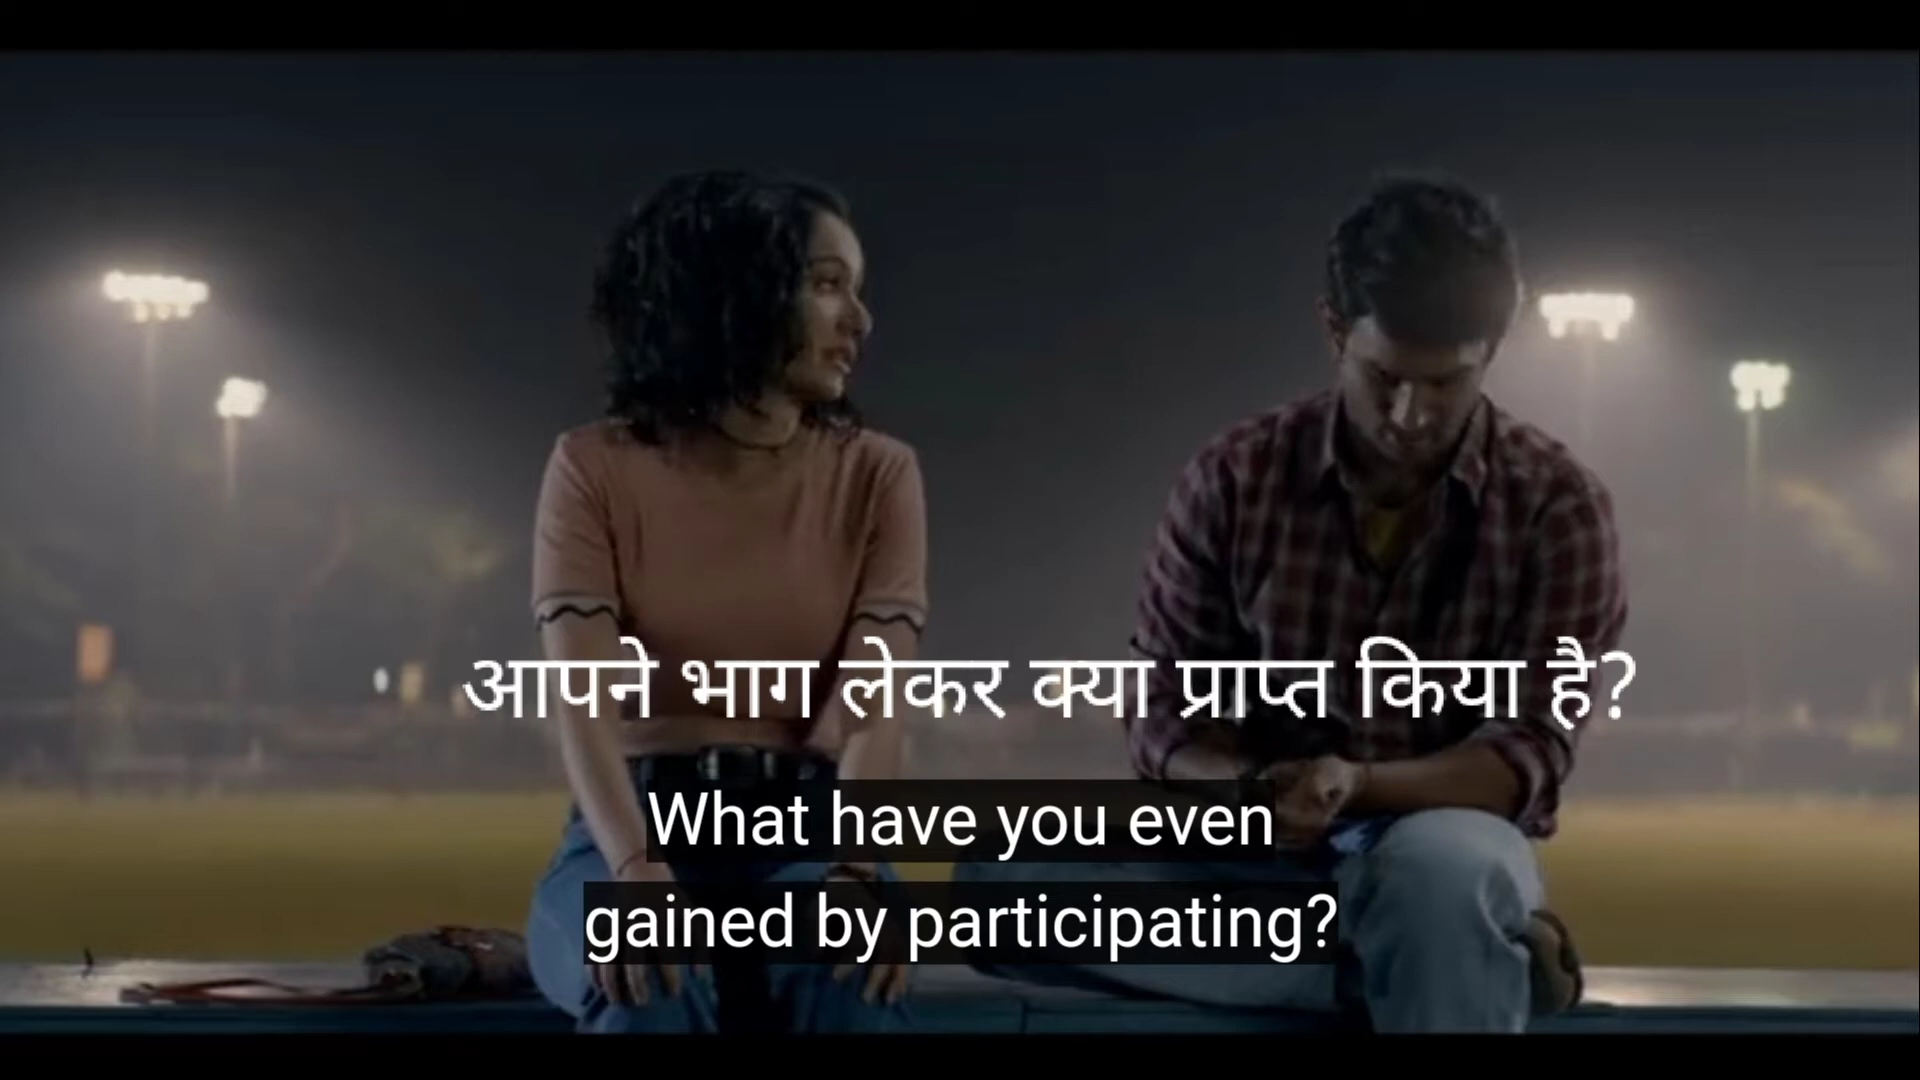 आपने भाग लेकर क्या प्राप्त किया है?
What have you even
gained by participating?